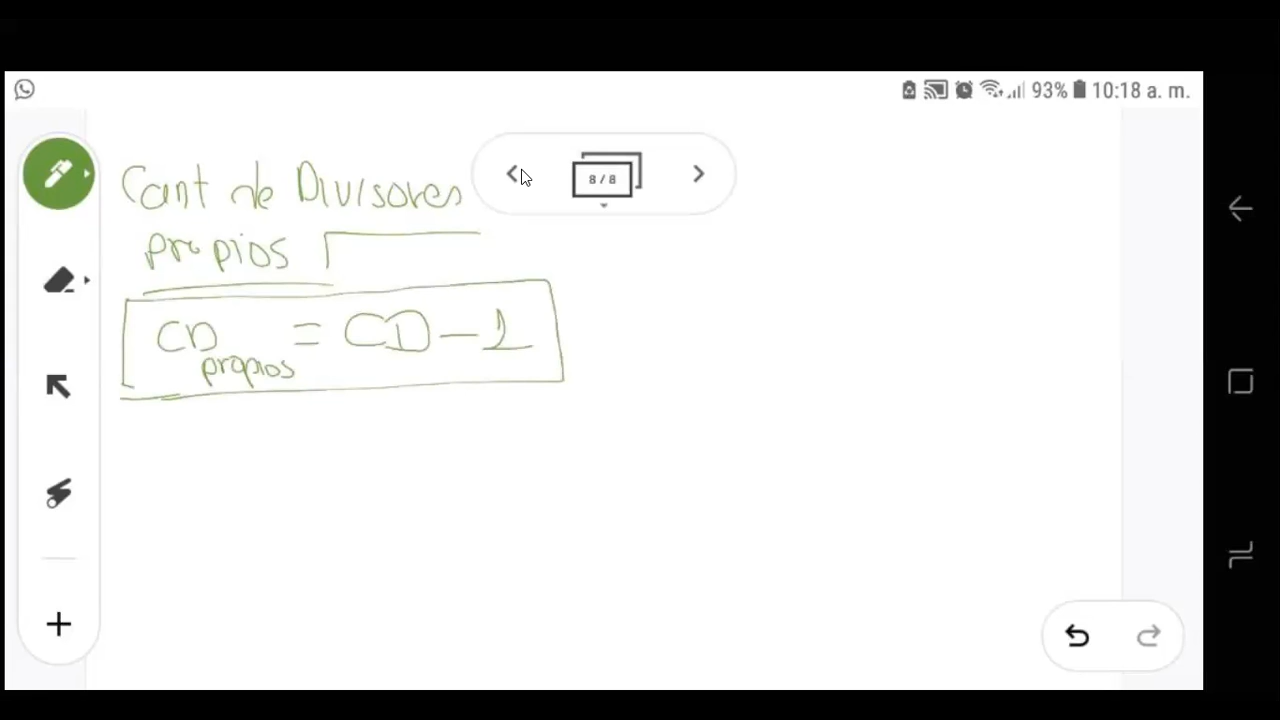 93% 10:18 a. m.
8 / 8
Cant de Divisores
propios
CD propios = CD - 1